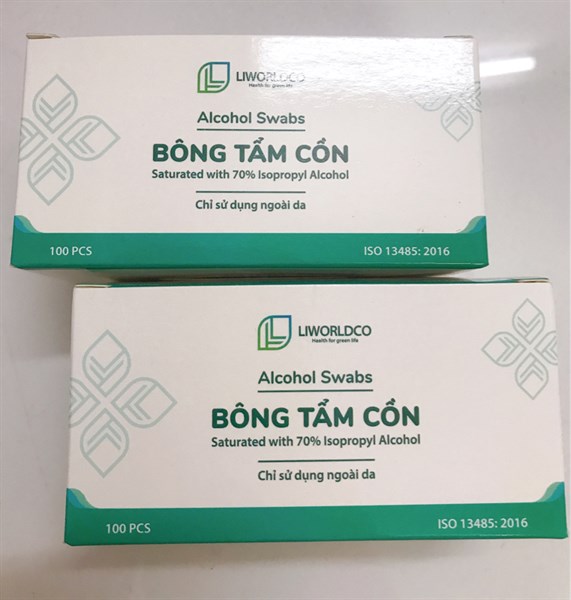 LIWORLDCO
Health for green life
Alcohol Swabs
BÔNG TẨM CỒN
Saturated with 70% Isopropyl Alcohol
Chỉ sử dụng ngoài da
100 PCS
ISO 13485: 2016
LIWORLDCO
Health for green life
Alcohol Swabs
BÔNG TẨM CỒN
Saturated with 70% Isopropyl Alcohol
Chỉ sử dụng ngoài da
100 PCS
ISO 13485: 2016